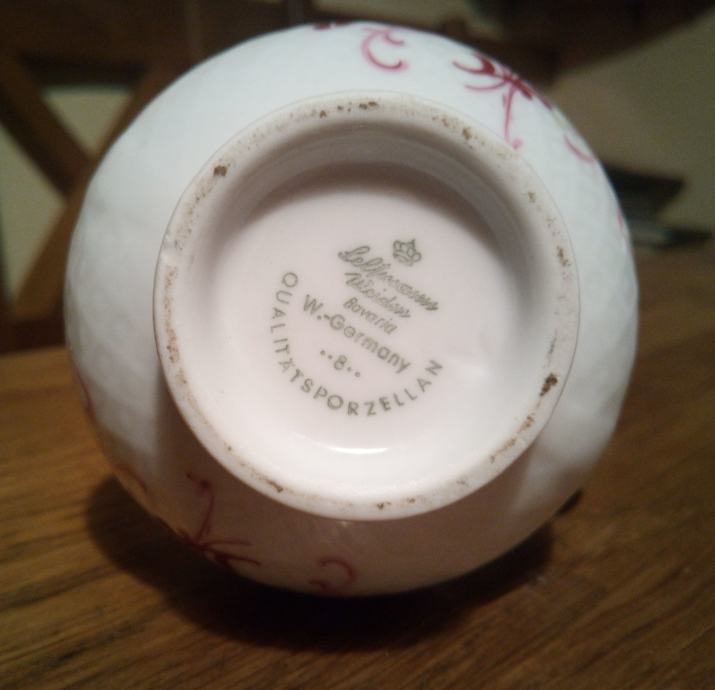 Seltmann
Weiden
Bavaria
W.-Germany
..8..
QUALITÄTSPORZELLAN